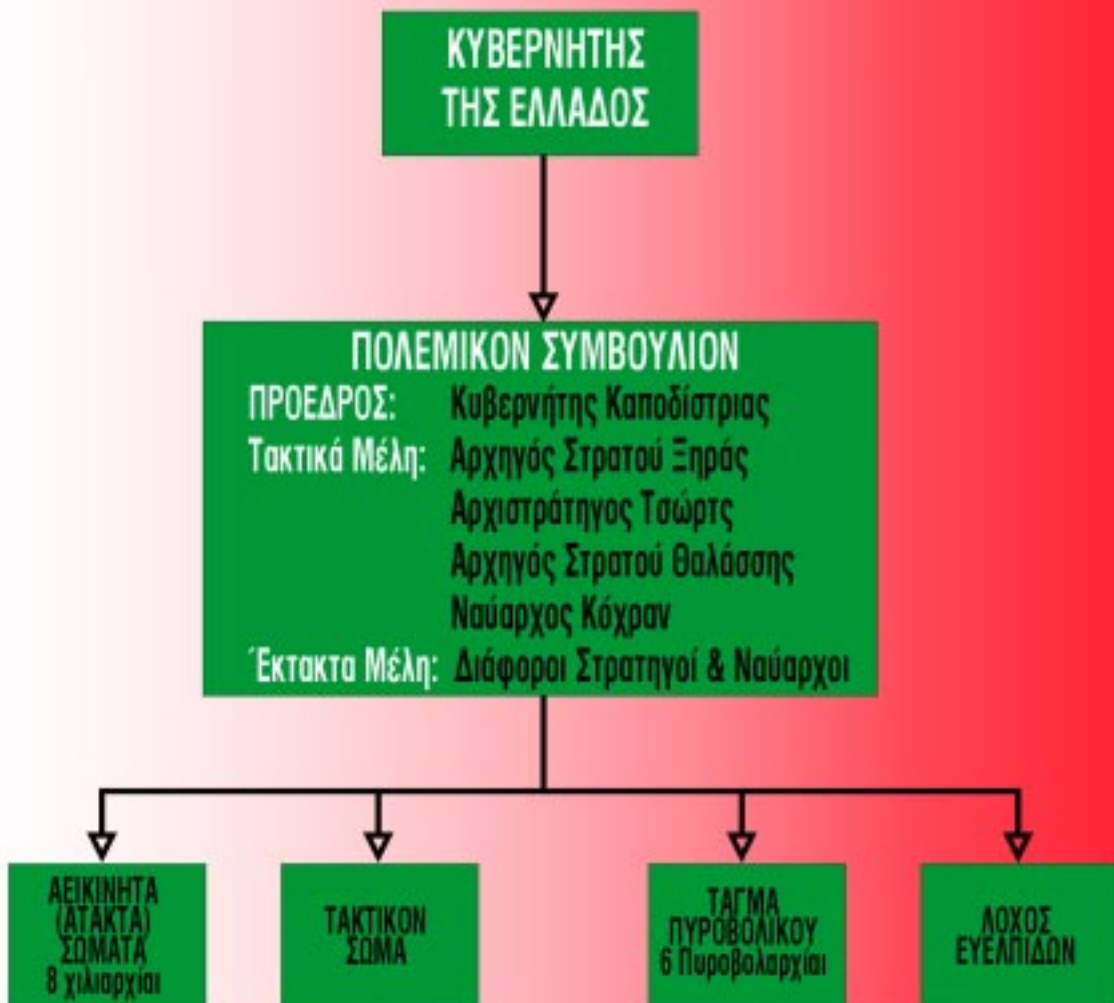 ΚΥΒΕΡΝΗΤΗΣ
ΤΗΣ ΕΛΛΑΔΟΣ
ΠΟΛΕΜΙΚΟΝ ΣΥΜΒΟΥΛΙΟΝ
ΠΡΟΕΔΡΟΣ: Κυβερνήτης Καποδίστριας
Τακτικά Μέλη: Αρχηγός Στρατού Ξηράς
Αρχιστράτηγος Τσώρτς
Αρχηγός Στρατού Θαλάσσης
Ναύαρχος Κόχραν
Έκτακτα Μέλη: Διάφοροι Στρατηγοί & Ναύαρχοι
ΑΕΙΚΙΝΗΤΑ
(ΑΤΑΚΤΑ)
ΣΩΜΑΤΑ
8 χιλιαρχίαι
ΤΑΚΤΙΚΟΝ
ΣΩΜΑ
ΤΑΓΜΑ
ΠΥΡΟΒΟΛΙΚΟΥ
6 Πυροβολαρχίαι
ΛΟΧΟΣ
ΕΥΕΛΠΙΔΩΝ